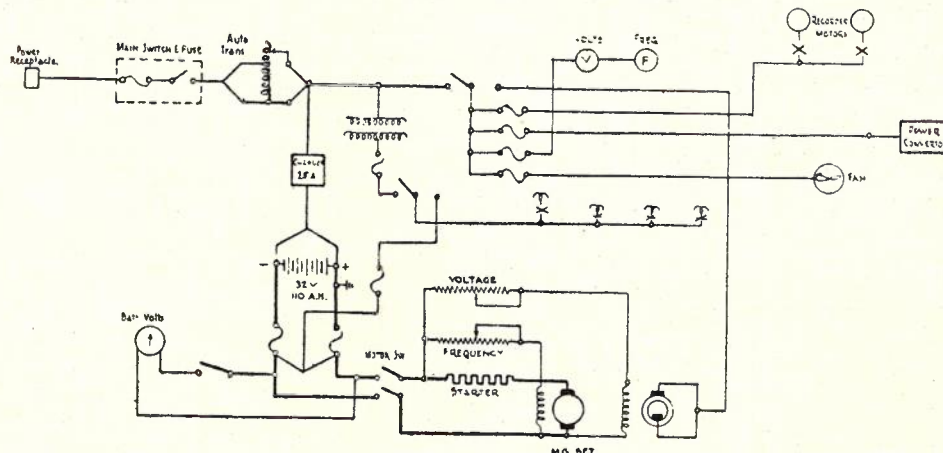 Power
Receptacle.
MAIN SWITCH & FUSE
Auto
Trans
VOLTS
FREQ
V
F
RECORDER
MOTORS
POWER
CONVERTOR
FAN
CHARGER
25 A
- +
32 V
110 A.H.
Batt Volts
MOTOR SW
VOLTAGE
FREQUENCY
STARTER
M.G. SET